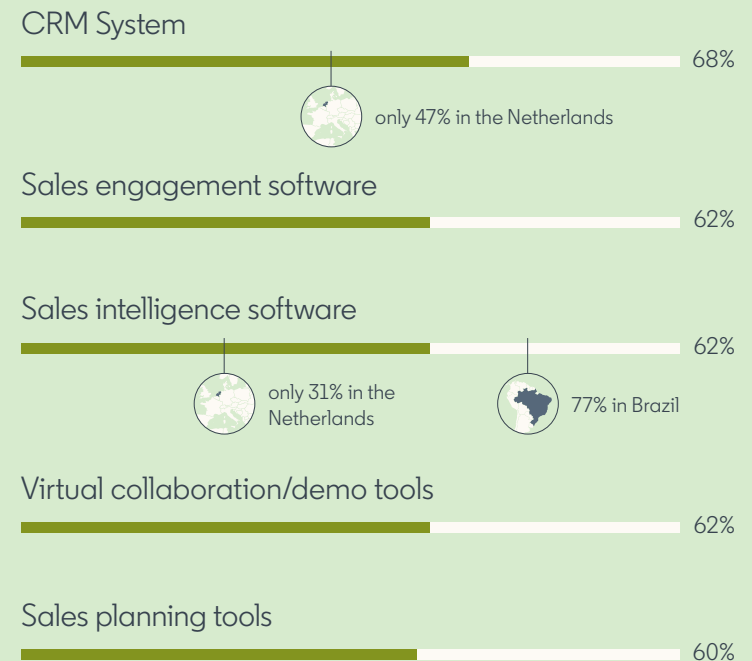 CRM System
68%
only 47% in the Netherlands
Sales engagement software
62%
Sales intelligence software
62%
only 31% in the
Netherlands
77% in Brazil
Virtual collaboration/demo tools
62%
Sales planning tools
60%